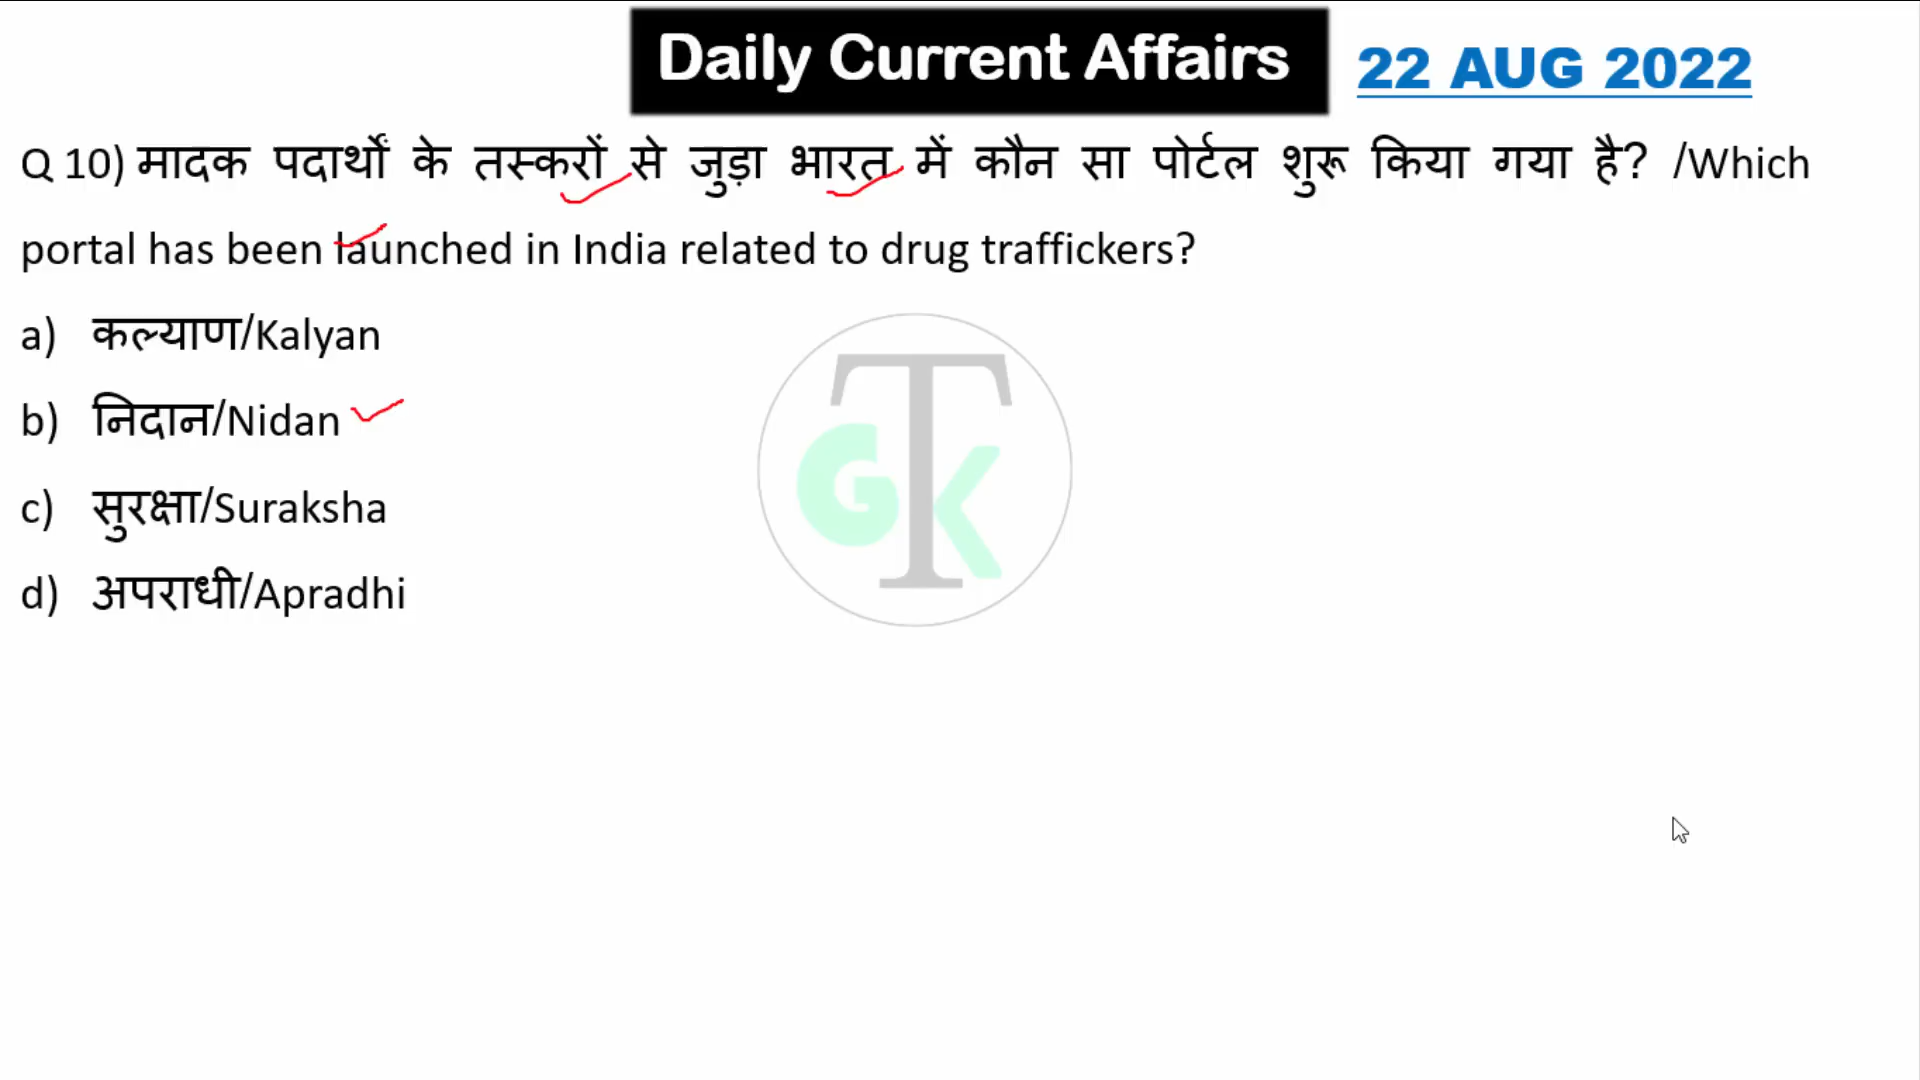 Daily Current Affairs
22 AUG 2022
Q 10) मादक पदार्थों के तस्करों से जुड़ा भारत में कौन सा पोर्टल शुरू किया गया है? /Which
portal has been launched in India related to drug traffickers?
a) कल्याण/Kalyan
b) निदान/Nidan
c) सुरक्षा/Suraksha
d) अपराधी/Apradhi
GTK